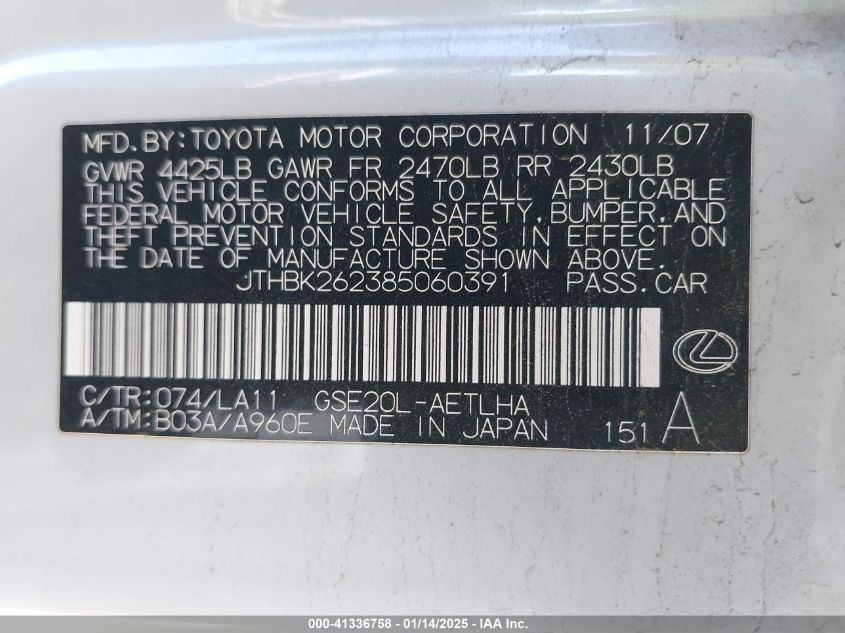 MFD.BY:TOYOTA MOTOR CORPORATION 11/07
GVWR 4425LB GAWR FR 2470LB RR 2430LB
THIS VEHICLE CONFORMS TO ALL APPLICABLE
FEDERAL MOTOR VEHICLE SAFETY,BUMPER,AND
THEFT PREVENTION STANDARDS IN EFFECT ON
THE DATE OF MANUFACTURE SHOWN ABOVE.
JTHBK262385060391 PASS.CAR
C/TR:074/LA11 GSE20L-AETLHA
A/TM:B03A/A960E MADE IN JAPAN 151 A
000-41336758 - 01/14/2025 - IAA Inc.